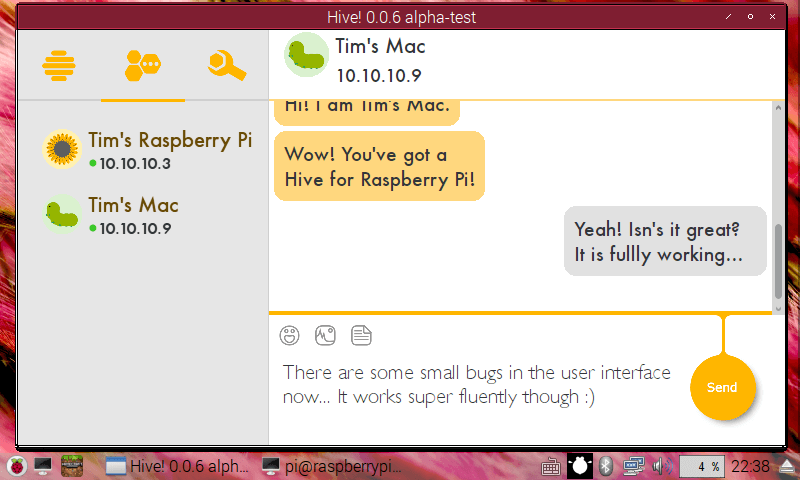 Hive! 0.0.6 alpha-test
Tim's Mac
10.10.10.9
Tim's Raspberry Pi
10.10.10.3
Tim's Mac
10.10.10.9
Hi! I am Tim's Mac.
Wow! You've got a
Hive for Raspberry Pi!
Yeah! Isn's it great?
It is fullly working...
There are some small bugs in the user interface
now... It works super fluently though :)
Send
Hive! 0.0.6 alph...
pi@raspberrypi...
4 %
22:38